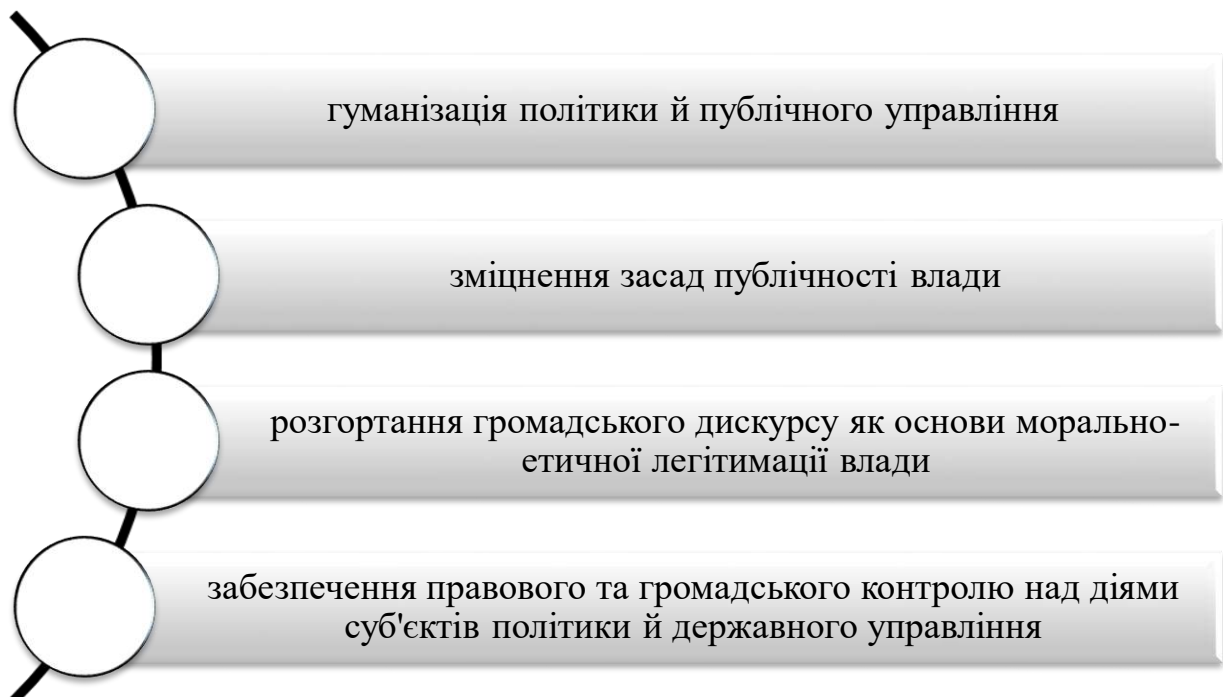 гуманізація політики й публічного управління
зміцнення засад публічності влади
розгортання громадського дискурсу як основи морально-
етичної легітимації влади
забезпечення правового та громадського контролю над діями
суб'єктів політики й державного управління